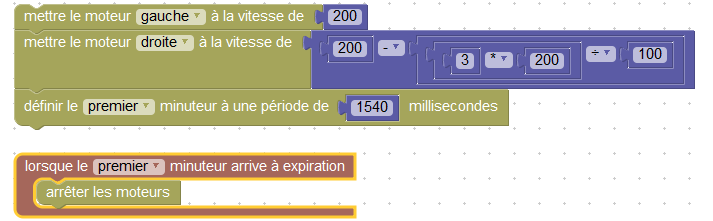 mettre le moteur gauche à la vitesse de 200
mettre le moteur droite à la vitesse de 200 - 3 * 200 ÷ 100
définir le premier minuteur à une période de 1540 millisecondes
lorsque le premier minuteur arrive à expiration
arrêter les moteurs